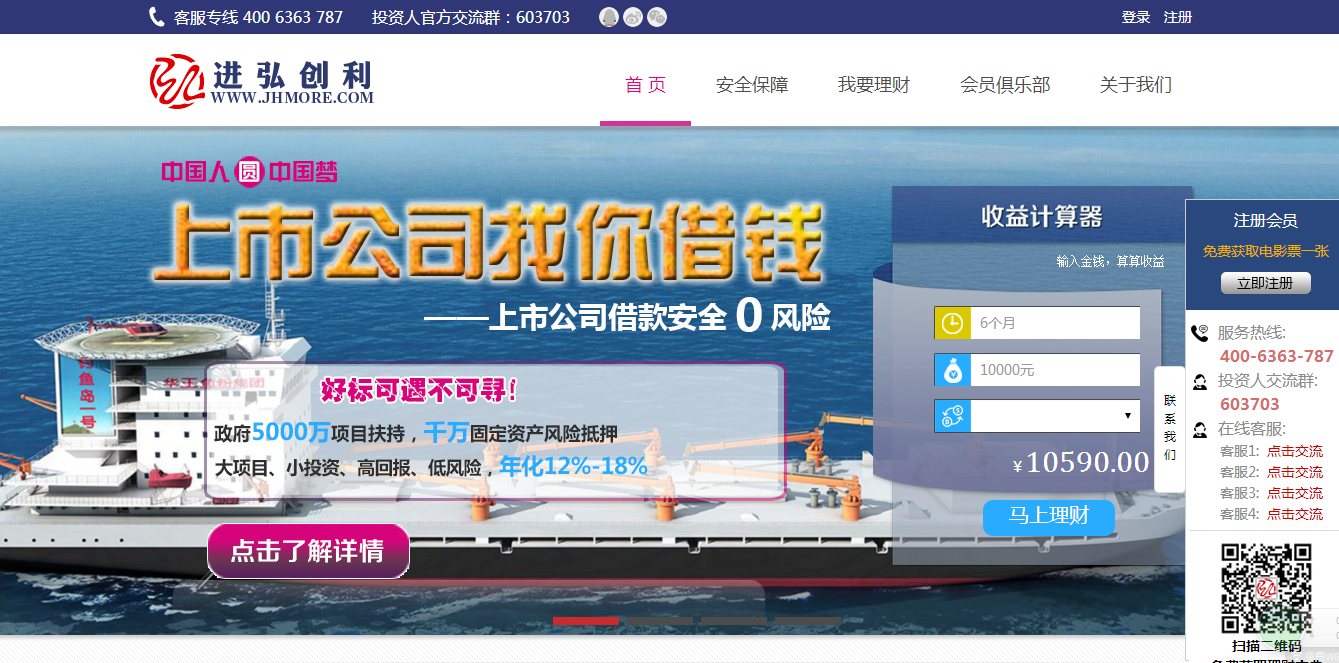 客服专线 400 6363 787 投资人官方交流群：603703
登录 注册
进弘创利
WWW.JHMORE.COM
首 页 安全保障 我要理财 会员俱乐部 关于我们
中国人圆中国梦
上市公司找你借钱
——上市公司借款安全 0 风险
钓鱼岛一号
好标可遇不可寻！
政府5000万项目扶持，千万固定资产风险抵押
大项目、小投资、高回报、低风险，年化12%-18%
点击了解详情
收益计算器
输入金钱，算算收益
6个月
10000元
¥10590.00
马上理财
联系我们
注册会员
免费获取电影票一张
立即注册
服务热线:
400-6363-787
投资人交流群:
603703
在线客服:
客服1: 点击交流
客服2: 点击交流
客服3: 点击交流
客服4: 点击交流
扫描二维码